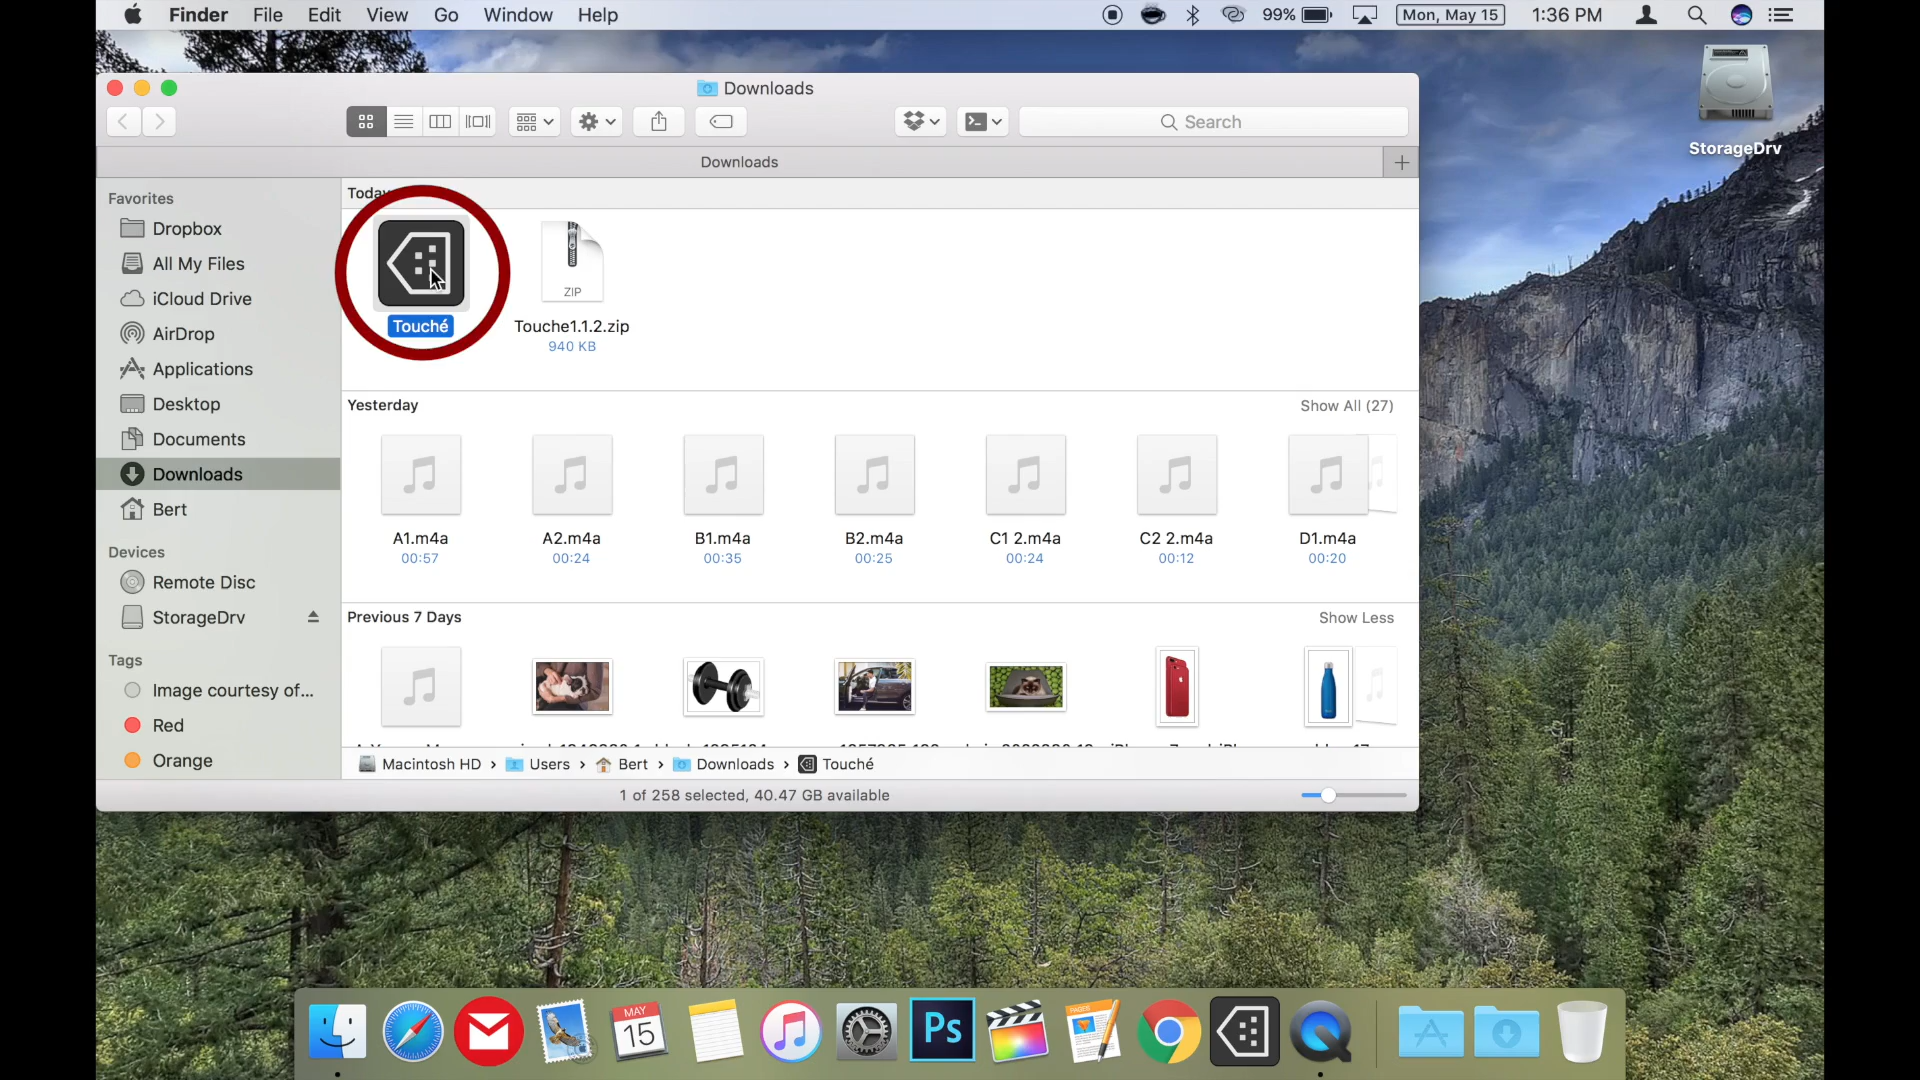 Finder File Edit View Go Window Help
99% Mon, May 15 1:36 PM
StorageDrv
Downloads
Search
Downloads
Favorites
Dropbox
All My Files
iCloud Drive
AirDrop
Applications
Desktop
Documents
Downloads
Bert
Devices
Remote Disc
StorageDrv
Tags
Image courtesy of...
Red
Orange
Today
Touché
ZIP
Touche1.1.2.zip
940 KB
Yesterday
Show All (27)
A1.m4a A2.m4a B1.m4a B2.m4a C1 2.m4a C2 2.m4a D1.m4a
00:57 00:24 00:35 00:25 00:24 00:12 00:20
Previous 7 Days
Show Less
Macintosh HD › Users › Bert › Downloads › Touché
1 of 258 selected, 40.47 GB available
MAY
15
Ps
PAGES